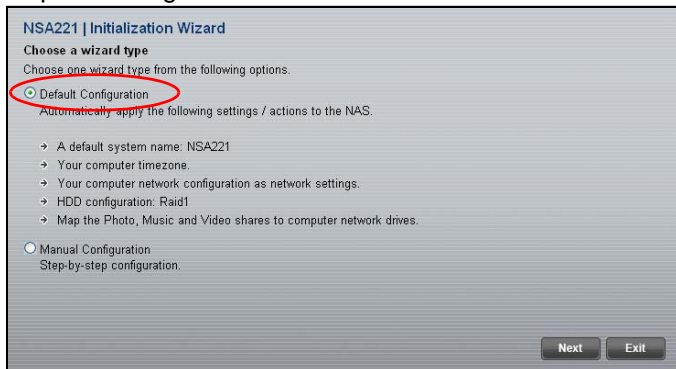 NSA221 | Initialization Wizard
Choose a wizard type
Choose one wizard type from the following options.
Default Configuration
Automatically apply the following settings / actions to the NAS.
→ A default system name: NSA221
→ Your computer timezone.
→ Your computer network configuration as network settings.
→ HDD configuration: Raid1
→ Map the Photo, Music and Video shares to computer network drives.
Manual Configuration
Step-by-step configuration.
Next Exit